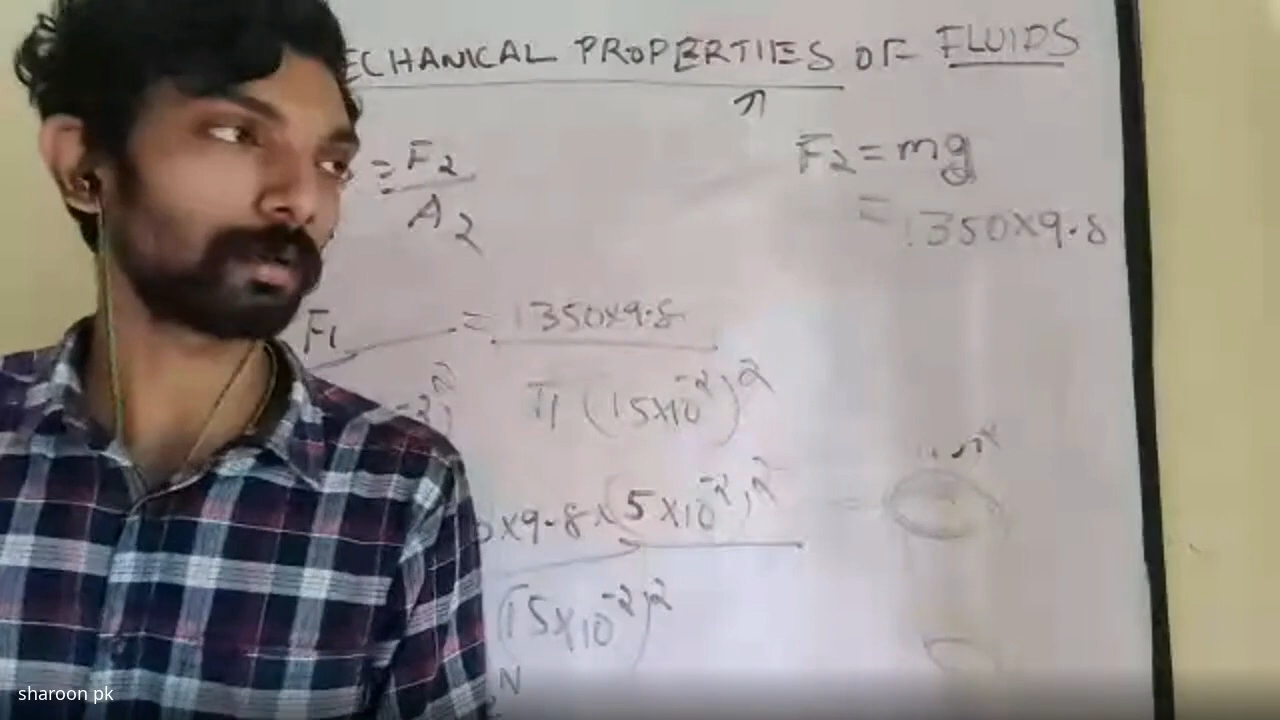 ECHANICAL PROPERTIES OF FLUIDS
= F₂ / A₂
F₂ = mg
= 1350×9.8
F₁ = 1350×9.8
π (15×10⁻²)²
×9.8×(5×10⁻²)²
(15×10⁻²)²
N
sharoon pk